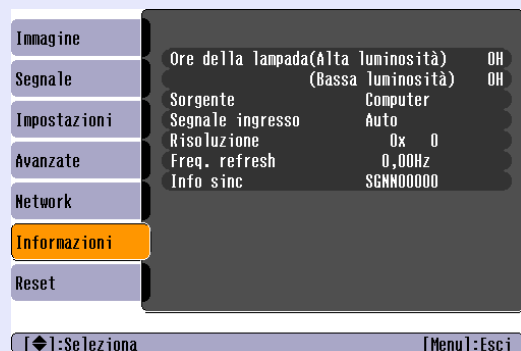 Immagine
Segnale
Impostazioni
Avanzate
Network
Informazioni
Reset
Ore della lampada(Alta luminosità) 0H
(Bassa luminosità) 0H
Sorgente Computer
Segnale ingresso Auto
Risoluzione 0x 0
Freq. refresh 0,00Hz
Info sinc SGNN00000
[◆]:Seleziona [Menu]:Esci